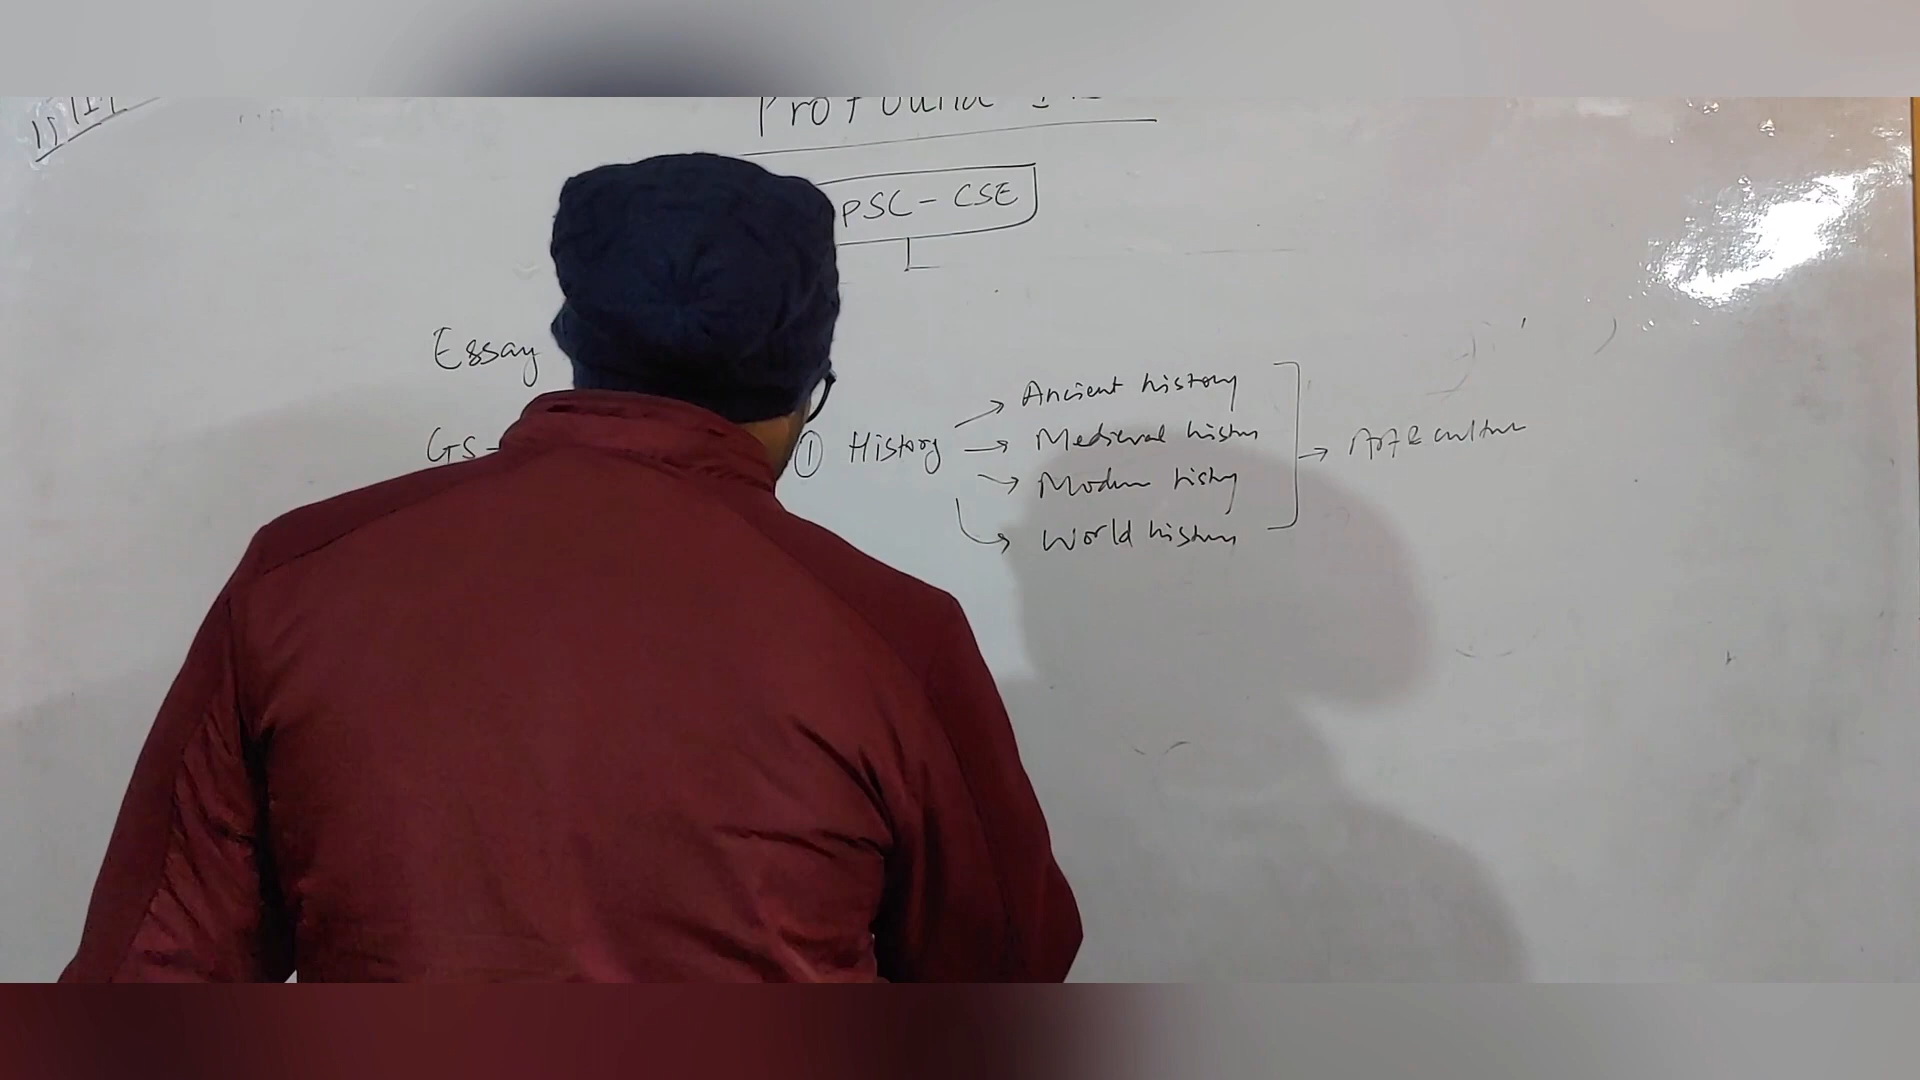 Profound
PSC - CSE
Essay
GS -
① History
→ Ancient history
→ Medieval history
→ Modern history
→ World history
→ Art & culture